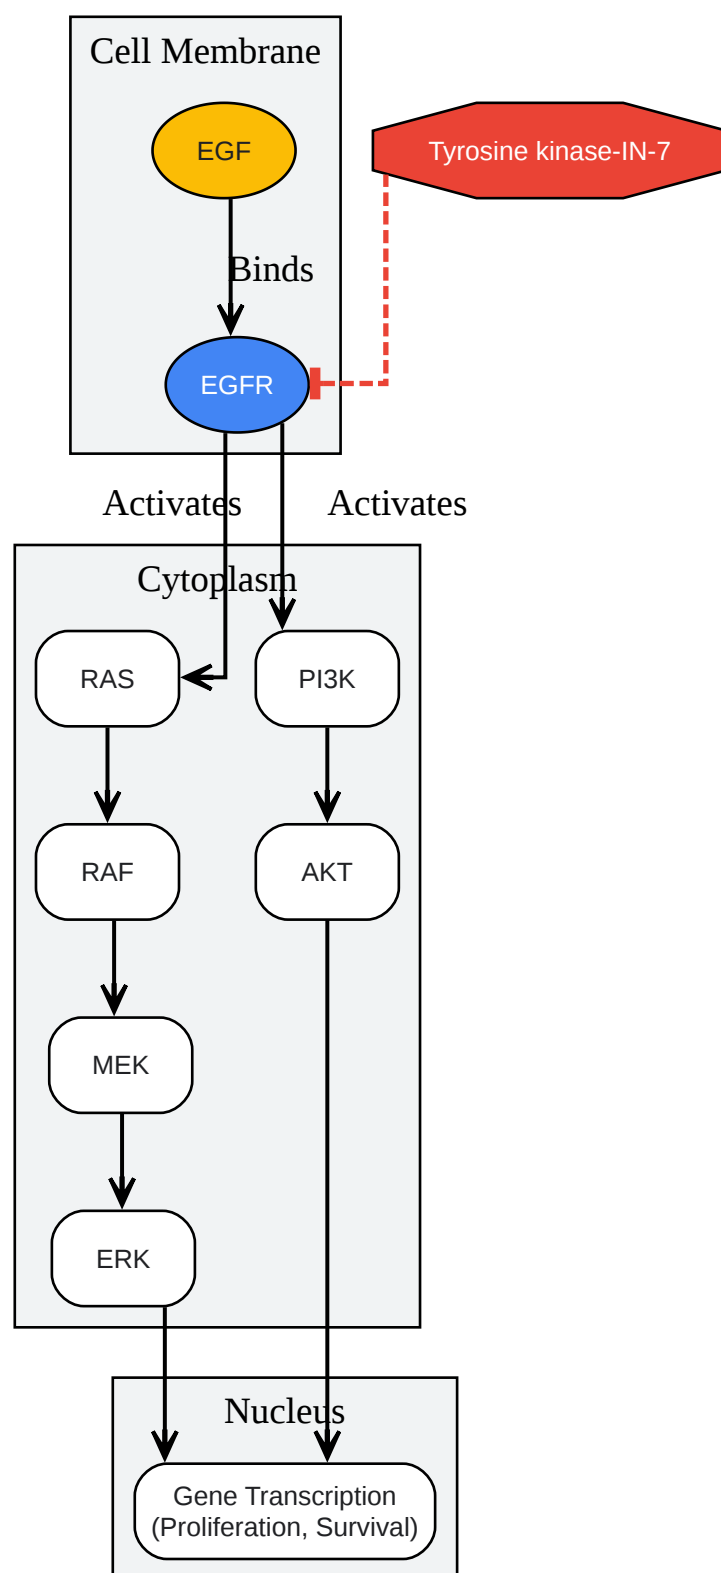 Cell Membrane
EGF
Tyrosine kinase-IN-7
Binds
EGFR
Activates
Activates
Cytoplasm
RAS
PI3K
RAF
AKT
MEK
ERK
Nucleus
Gene Transcription
(Proliferation, Survival)